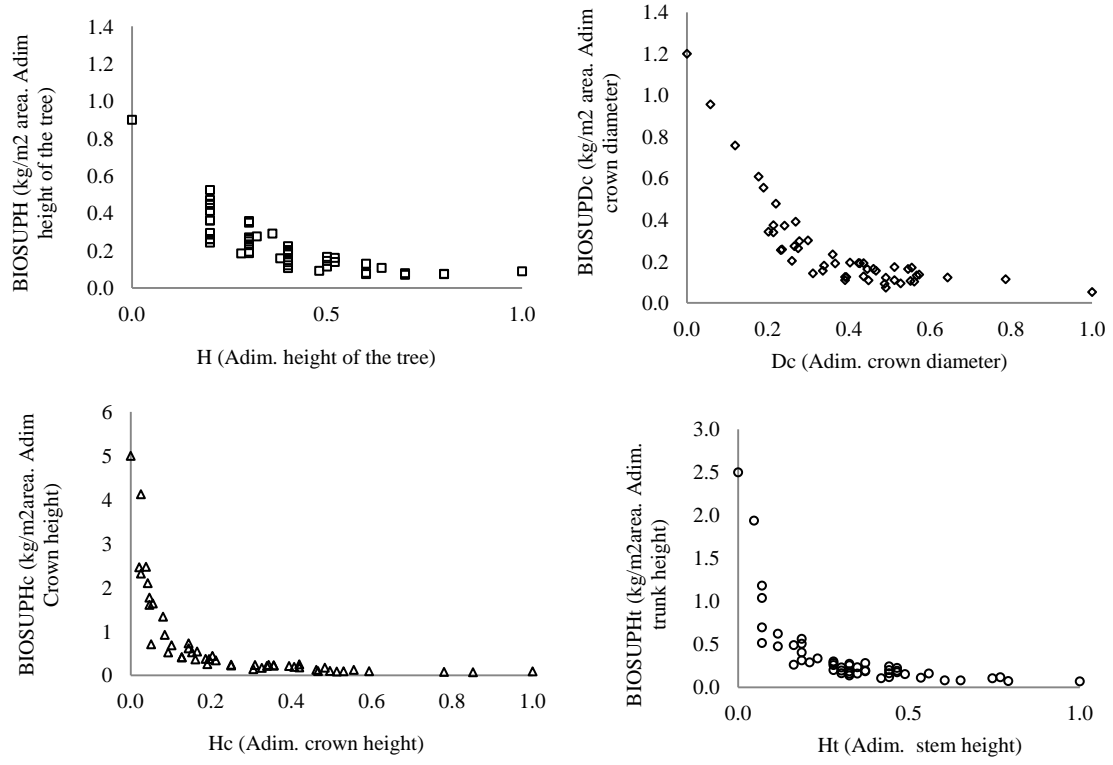 BIOSUPH (kg/m2 area. Adim
height of the tree)
1.4
1.2
1.0
0.8
0.6
0.4
0.2
0.0
0.0 0.5 1.0
H (Adim. height of the tree)
BIOSUPDc (kg/m2 area. Adim
crown diameter)
1.4
1.2
1.0
0.8
0.6
0.4
0.2
0.0
0.0 0.2 0.4 0.6 0.8 1.0
Dc (Adim. crown diameter)
BIOSUPHc (kg/m2area. Adim
Crown height)
6
5
4
3
2
1
0
0.0 0.2 0.4 0.6 0.8 1.0
Hc (Adim. crown height)
BIOSUPHt (kg/m2area. Adim.
trunk height)
3.0
2.5
2.0
1.5
1.0
0.5
0.0
0.0 0.5 1.0
Ht (Adim. stem height)